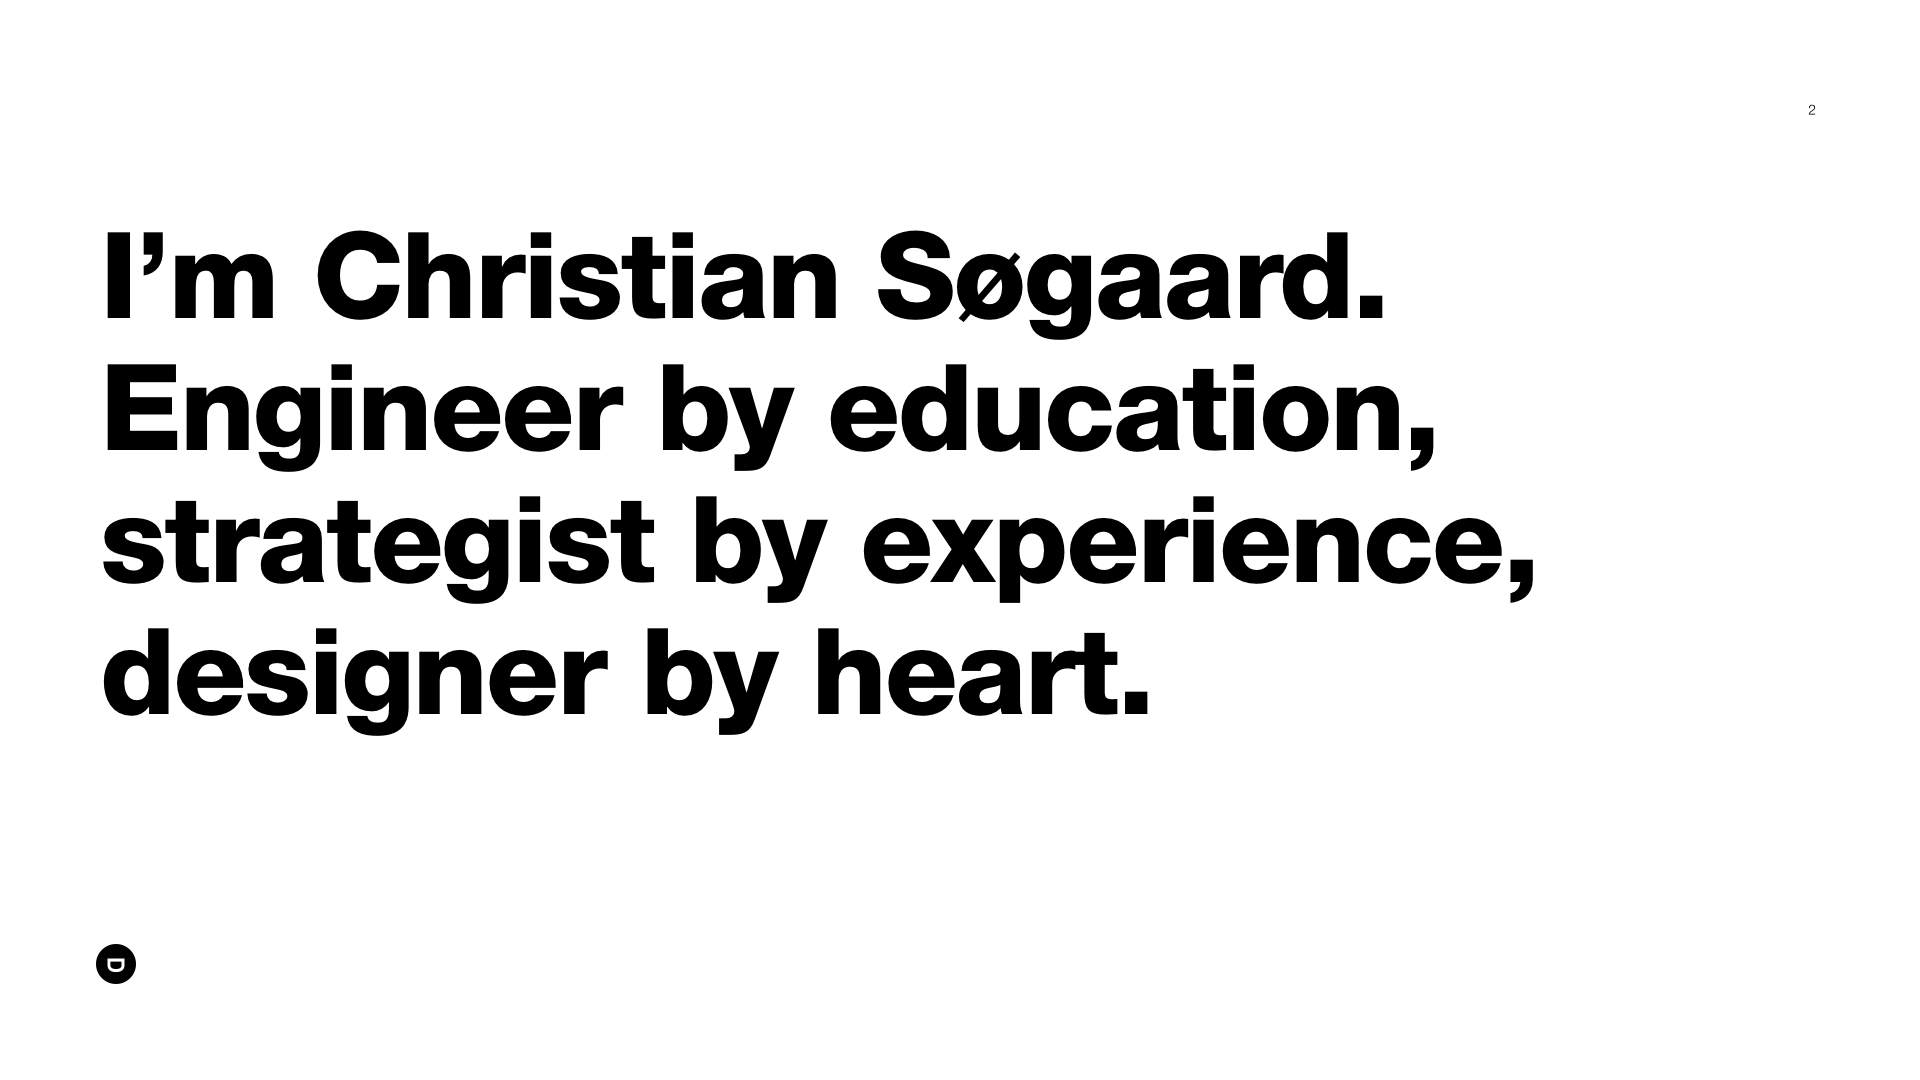 2
I’m Christian Søgaard.
Engineer by education,
strategist by experience,
designer by heart.
D